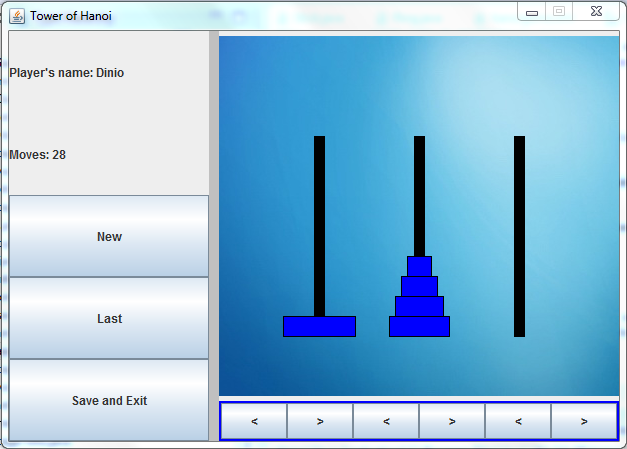 Tower of Hanoi
Player's name: Dinio
Moves: 28
New
Last
Save and Exit
< > < > < >